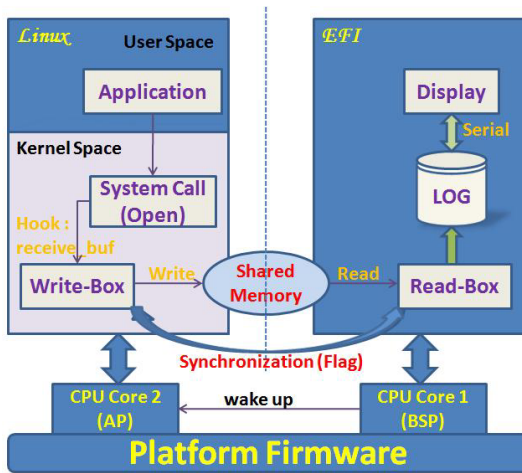 Linux
User Space
Application
Kernel Space
System Call
(Open)
Hook :
receive_buf
Write-Box
Write
Shared
Memory
Read
EFI
Display
Serial
LOG
Read-Box
Synchronization (Flag)
CPU Core 2
(AP)
wake up
CPU Core 1
(BSP)
Platform Firmware